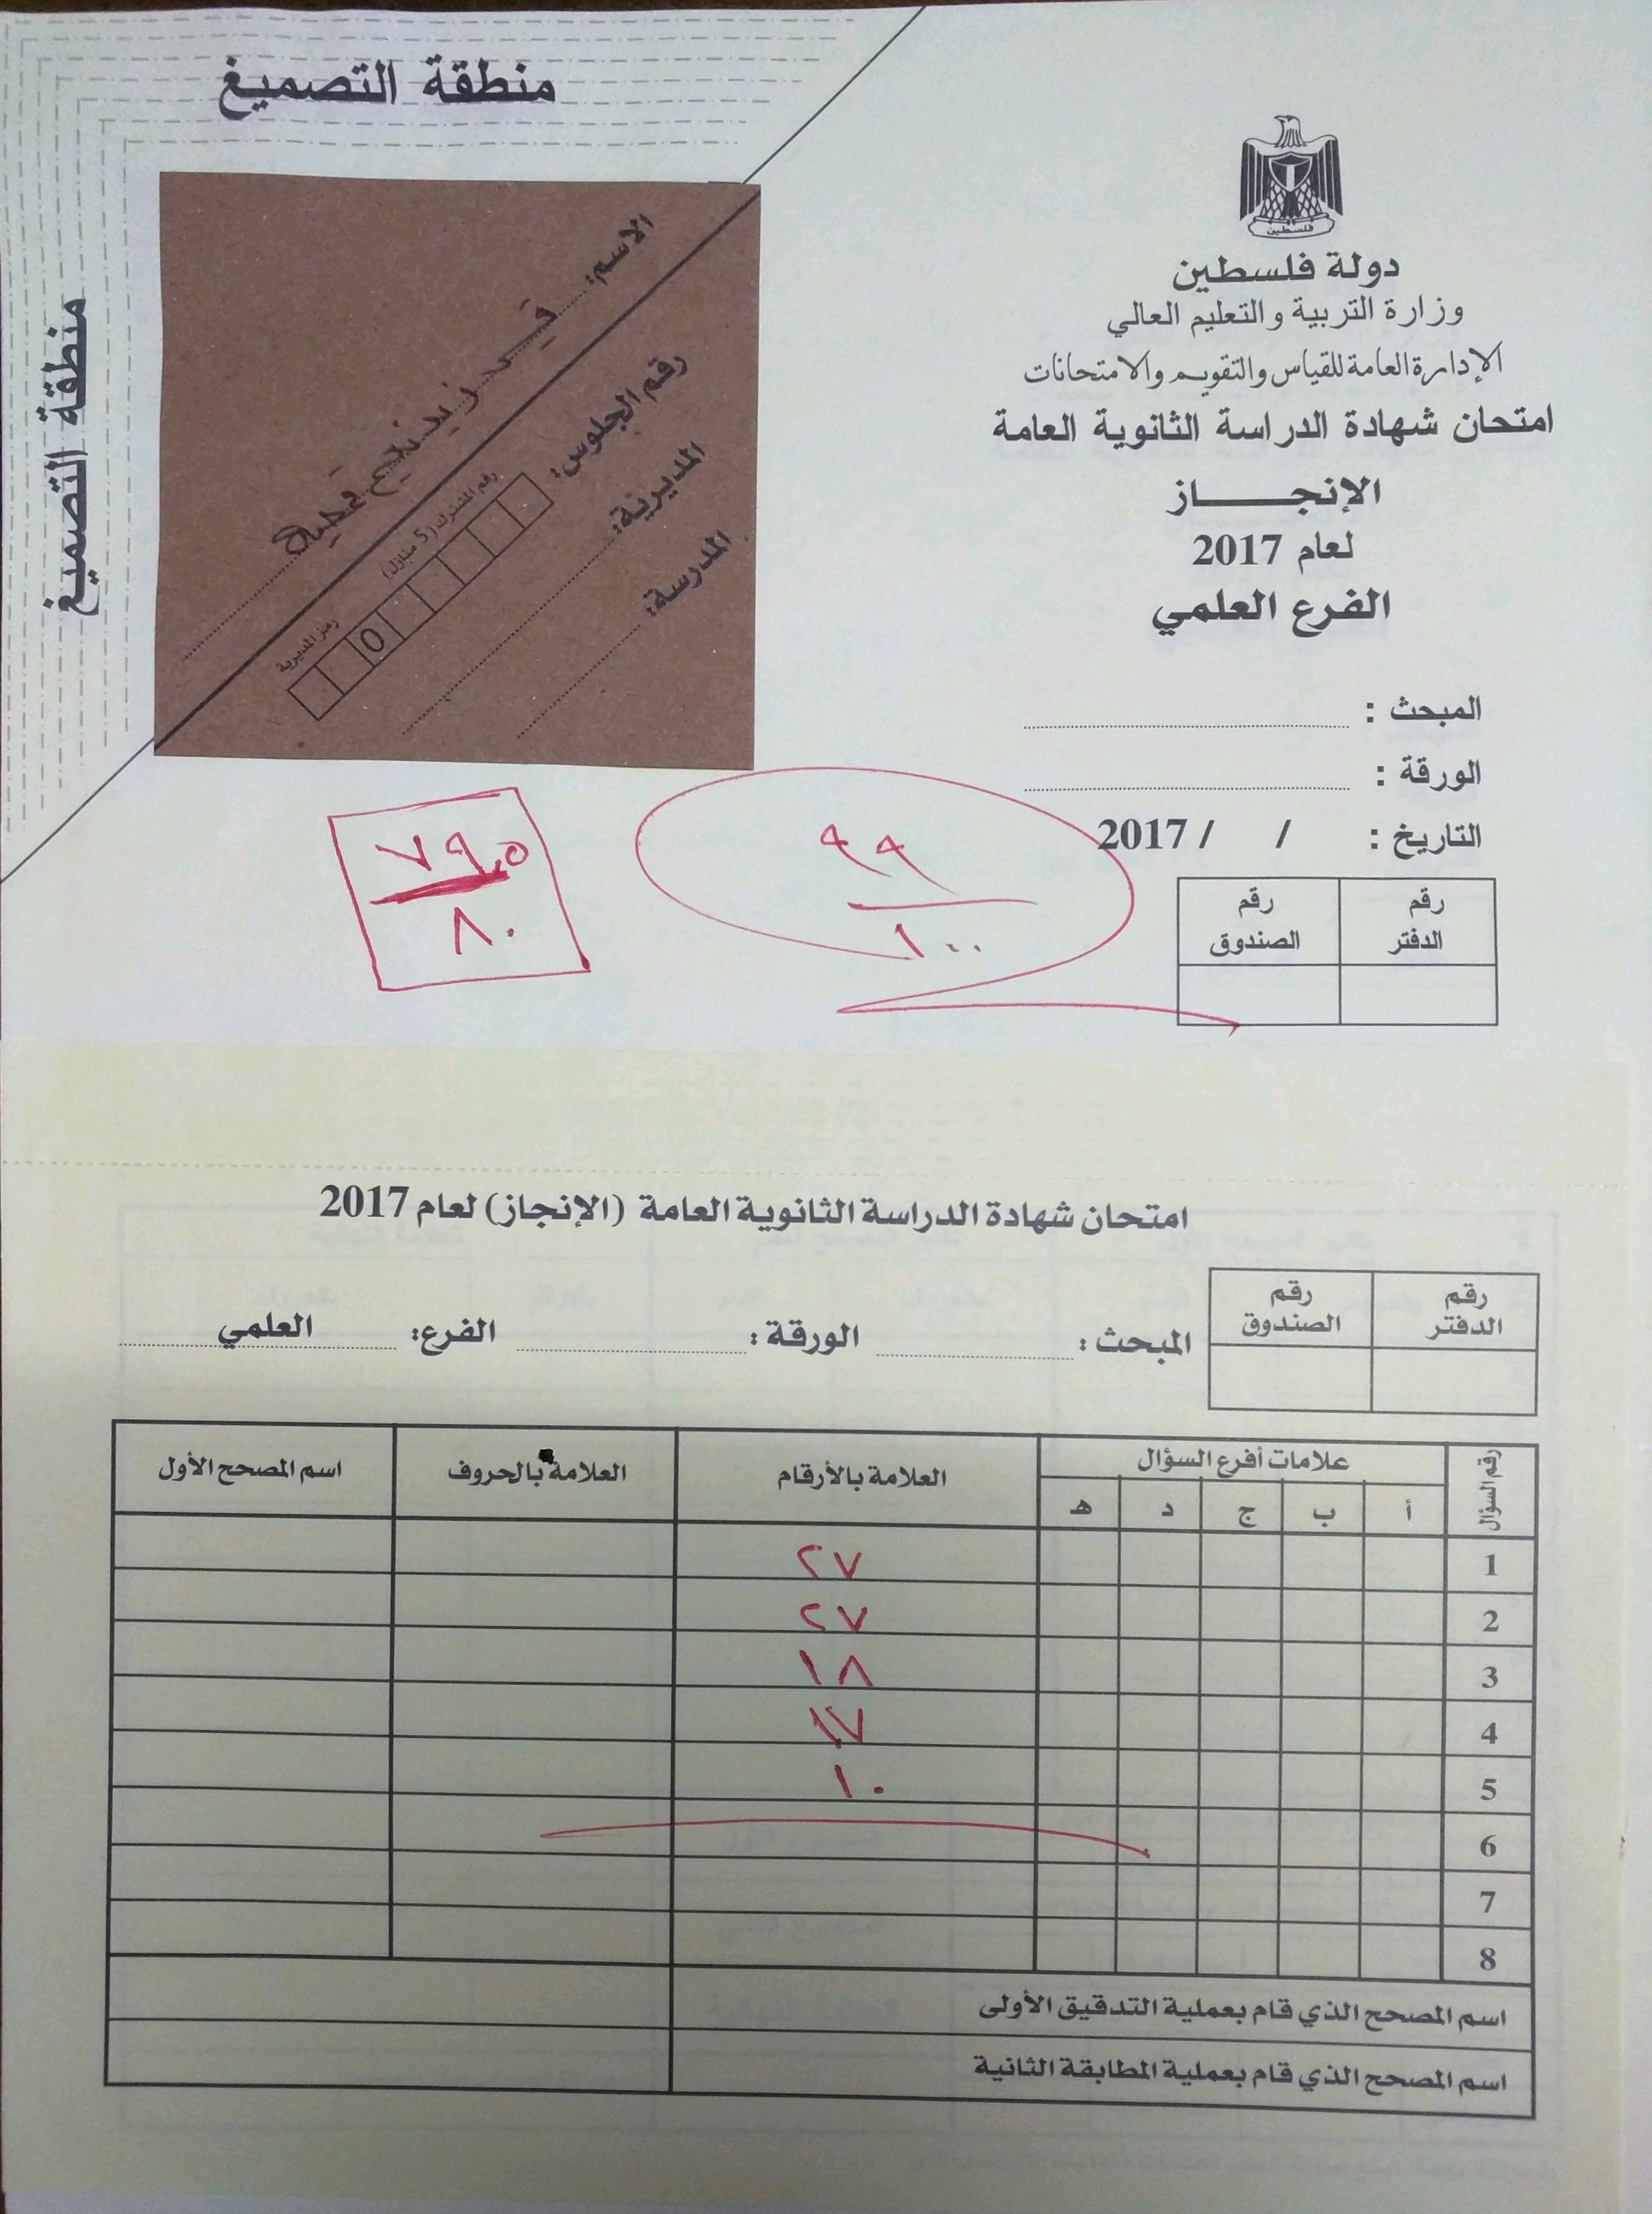 منطقة التصميغ
منطقة التصميغ
فلسطين
دولة فلسطين
وزارة التربية والتعليم العالي
الإدارة العامة للقياس والتقويم والامتحانات
امتحان شهادة الدراسة الثانوية العامة
الإنجـــــاز
لعام 2017
الفرع العلمي
الاسم:
رقم الجلوس:
رقم المشترك (5 منازل)
رمز المديرية
0
المديرية:
المدرسة:
المبحث :
الورقة :
التاريخ : / / 2017
رقم الدفتر
رقم الصندوق
٩٩
١٠٠
٧٩,٥
٨٠
امتحان شهادة الدراسة الثانوية العامة (الإنجاز) لعام 2017
رقم الدفتر
رقم الصندوق
المبحث : الورقة : الفرع: العلمي
رقم السؤال علامات أفرع السؤال العلامة بالأرقام العلامة بالحروف اسم المصحح الأول
أ ب ج د هـ
1 ٢٧
2 ٢٧
3 ١٨
4 ١٧
5 ١٠
6
7
8
اسم المصحح الذي قام بعملية التدقيق الأولى
اسم المصحح الذي قام بعملية المطابقة الثانية